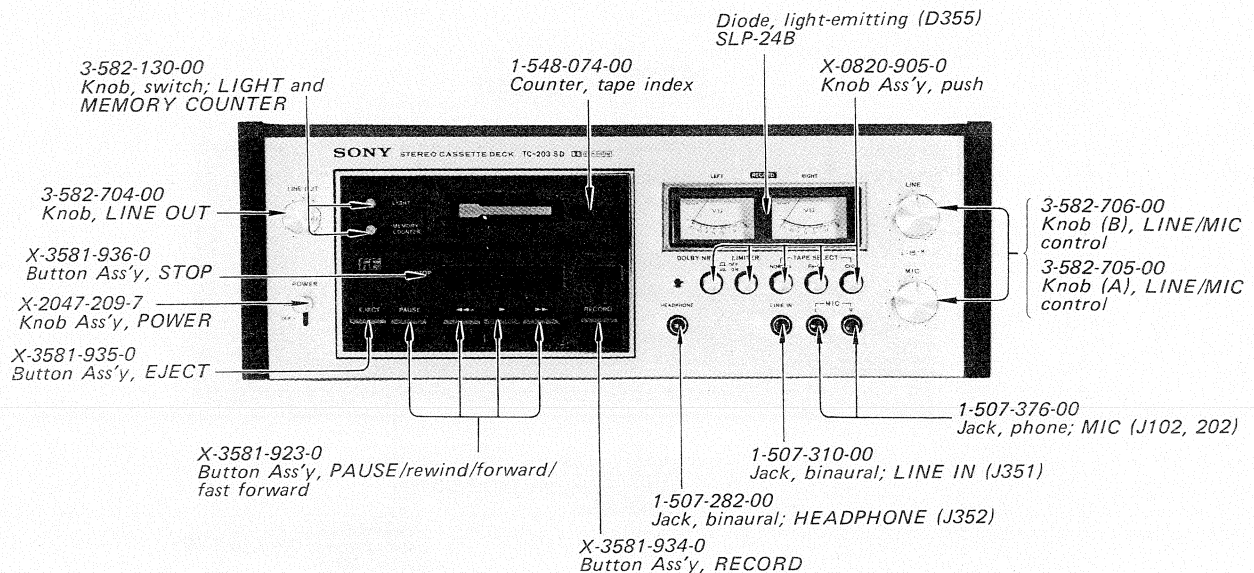 Diode, light-emitting (D355)
SLP-24B
3-582-130-00
Knob, switch; LIGHT and
MEMORY COUNTER
1-548-074-00
Counter, tape index
X-0820-905-0
Knob Ass'y, push
SONY STEREO CASSETTE DECK TC-203 SD
LEFT RECORD RIGHT
LINE OUT
LIGHT
MEMORY
COUNTER
VU VU
LINE
3-582-704-00
Knob, LINE OUT
3-582-706-00
Knob (B), LINE/MIC
control
X-3581-936-0
Button Ass'y, STOP
DOLBY NR LIMITER TAPE SELECT
3-582-705-00
Knob (A), LINE/MIC
control
MIC
POWER
X-2047-209-7
Knob Ass'y, POWER
EJECT PAUSE RECORD
HEADPHONE LINE IN MIC
X-3581-935-0
Button Ass'y, EJECT
1-507-376-00
Jack, phone; MIC (J102, 202)
X-3581-923-0
Button Ass'y, PAUSE/rewind/forward/
fast forward
1-507-310-00
Jack, binaural; LINE IN (J351)
1-507-282-00
Jack, binaural; HEADPHONE (J352)
X-3581-934-0
Button Ass'y, RECORD